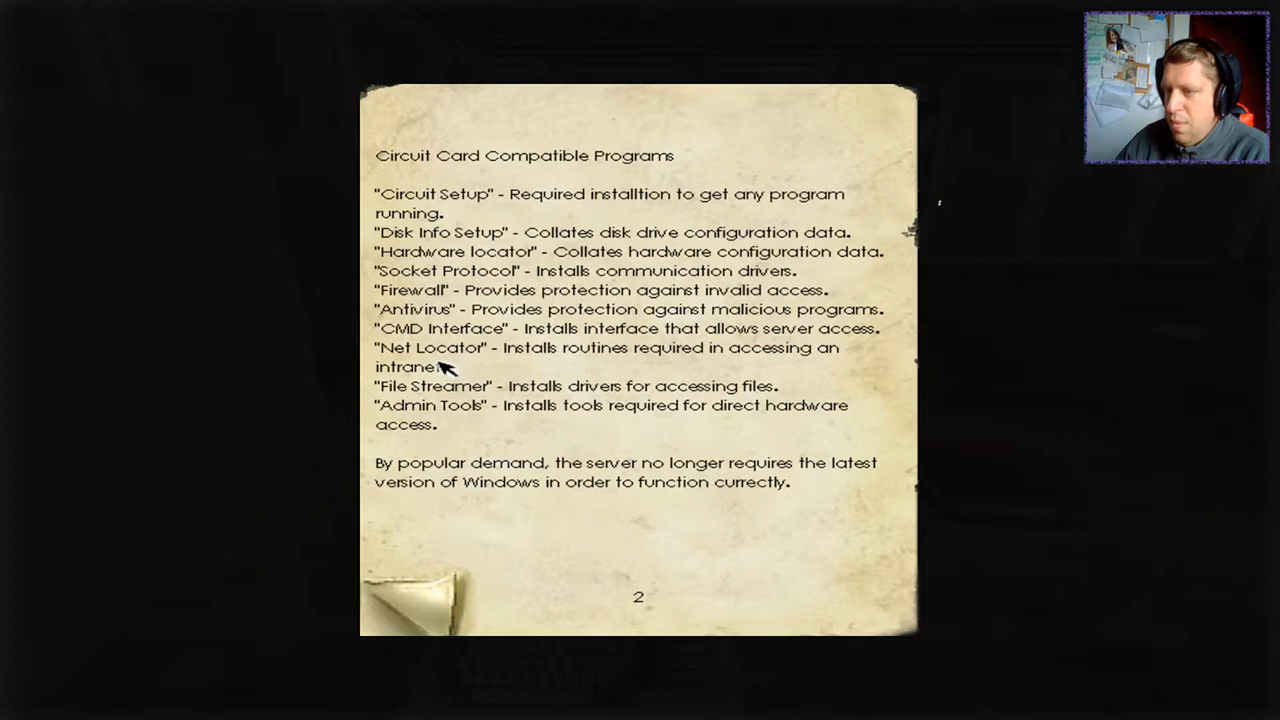 Circuit Card Compatible Programs
"Circuit Setup" - Required installtion to get any program
running.
"Disk Info Setup" - Collates disk drive configuration data.
"Hardware locator" - Collates hardware configuration data.
"Socket Protocol" - Installs communication drivers.
"Firewall" - Provides protection against invalid access.
"Antivirus" - Provides protection against malicious programs.
"CMD Interface" - Installs interface that allows server access.
"Net Locator" - Installs routines required in accessing an
"File Streamer" - Installs drivers for accessing files.
"Admin Tools" - Installs tools required for direct hardware
access.
By popular demand, the server no longer requires the latest
version of Windows in order to function currectly.
2